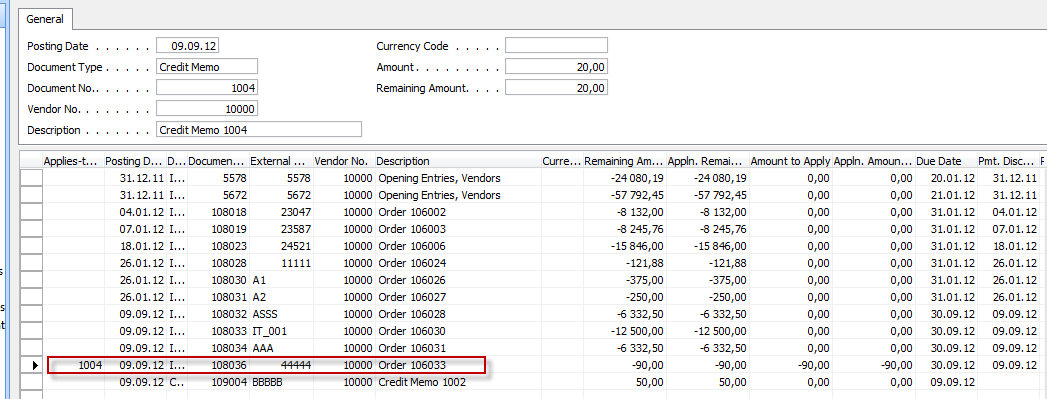 General
Posting Date . . . . . . 09.09.12 Currency Code . . . . .
Document Type . . . . . Credit Memo Amount . . . . . . . . . 20,00
Document No.. . . . . . 1004 Remaining Amount. . . . 20,00
Vendor No. . . . . . . . 10000
Description . . . . . . . Credit Memo 1004
Applies-t... Posting D... D... Documen... External ... Vendor No. Description Curre... Remaining Am... Appln. Remai... Amount to Apply Appln. Amoun... Due Date Pmt. Disc...
31.12.11 I... 5578 5578 10000 Opening Entries, Vendors -24 080,19 -24 080,19 0,00 0,00 20.01.12 31.12.11
31.12.11 I... 5672 5672 10000 Opening Entries, Vendors -57 792,45 -57 792,45 0,00 0,00 31.01.12 31.12.11
04.01.12 I... 108018 23047 10000 Order 106002 -8 132,00 -8 132,00 0,00 0,00 31.01.12 04.01.12
07.01.12 I... 108019 23587 10000 Order 106003 -8 245,76 -8 245,76 0,00 0,00 31.01.12 07.01.12
18.01.12 I... 108023 24521 10000 Order 106006 -15 846,00 -15 846,00 0,00 0,00 31.01.12 18.01.12
26.01.12 I... 108028 11111 10000 Order 106024 -121,88 -121,88 0,00 0,00 31.01.12 26.01.12
26.01.12 I... 108030 A1 10000 Order 106026 -375,00 -375,00 0,00 0,00 31.01.12 26.01.12
26.01.12 I... 108031 A2 10000 Order 106027 -250,00 -250,00 0,00 0,00 31.01.12 26.01.12
09.09.12 I... 108032 ASSS 10000 Order 106028 -6 332,50 -6 332,50 0,00 0,00 30.09.12 09.09.12
09.09.12 I... 108033 IT_001 10000 Order 106030 -12 500,00 -12 500,00 0,00 0,00 30.09.12 09.09.12
09.09.12 I... 108034 AAA 10000 Order 106031 -6 332,50 -6 332,50 0,00 0,00 30.09.12 09.09.12
1004 09.09.12 I... 108036 44444 10000 Order 106033 -90,00 -90,00 -90,00 -90,00 30.09.12 09.09.12
09.09.12 C.. 109004 BBBBB 10000 Credit Memo 1002 50,00 50,00 0,00 0,00 09.09.12